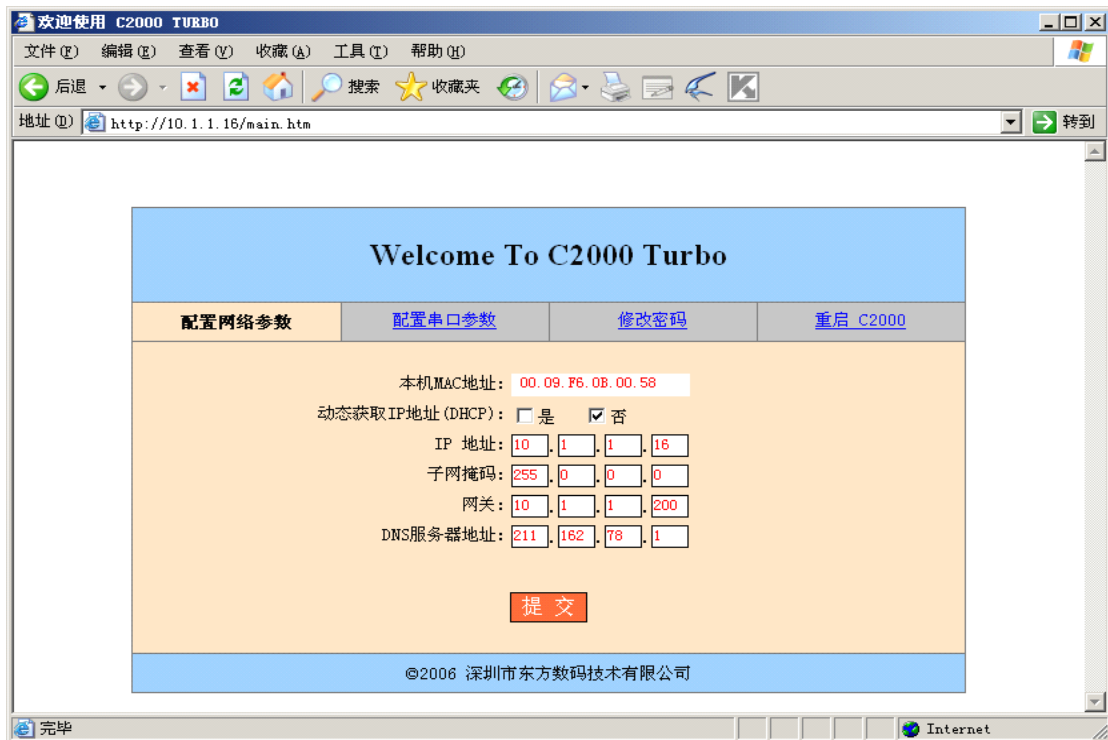 欢迎使用 C2000 TURBO
文件(F) 编辑(E) 查看(V) 收藏(A) 工具(T) 帮助(H)
后退 搜索 收藏夹
地址(D) http://10.1.1.16/main.htm 转到
Welcome To C2000 Turbo
配置网络参数 配置串口参数 修改密码 重启 C2000
本机MAC地址: 00.09.F6.0B.00.58
动态获取IP地址(DHCP): 是 否
IP 地址: 10 . 1 . 1 . 16
子网掩码: 255 . 0 . 0 . 0
网关: 10 . 1 . 1 . 200
DNS服务器地址: 211 . 162 . 78 . 1
提 交
©2006 深圳市东方数码技术有限公司
完毕 Internet